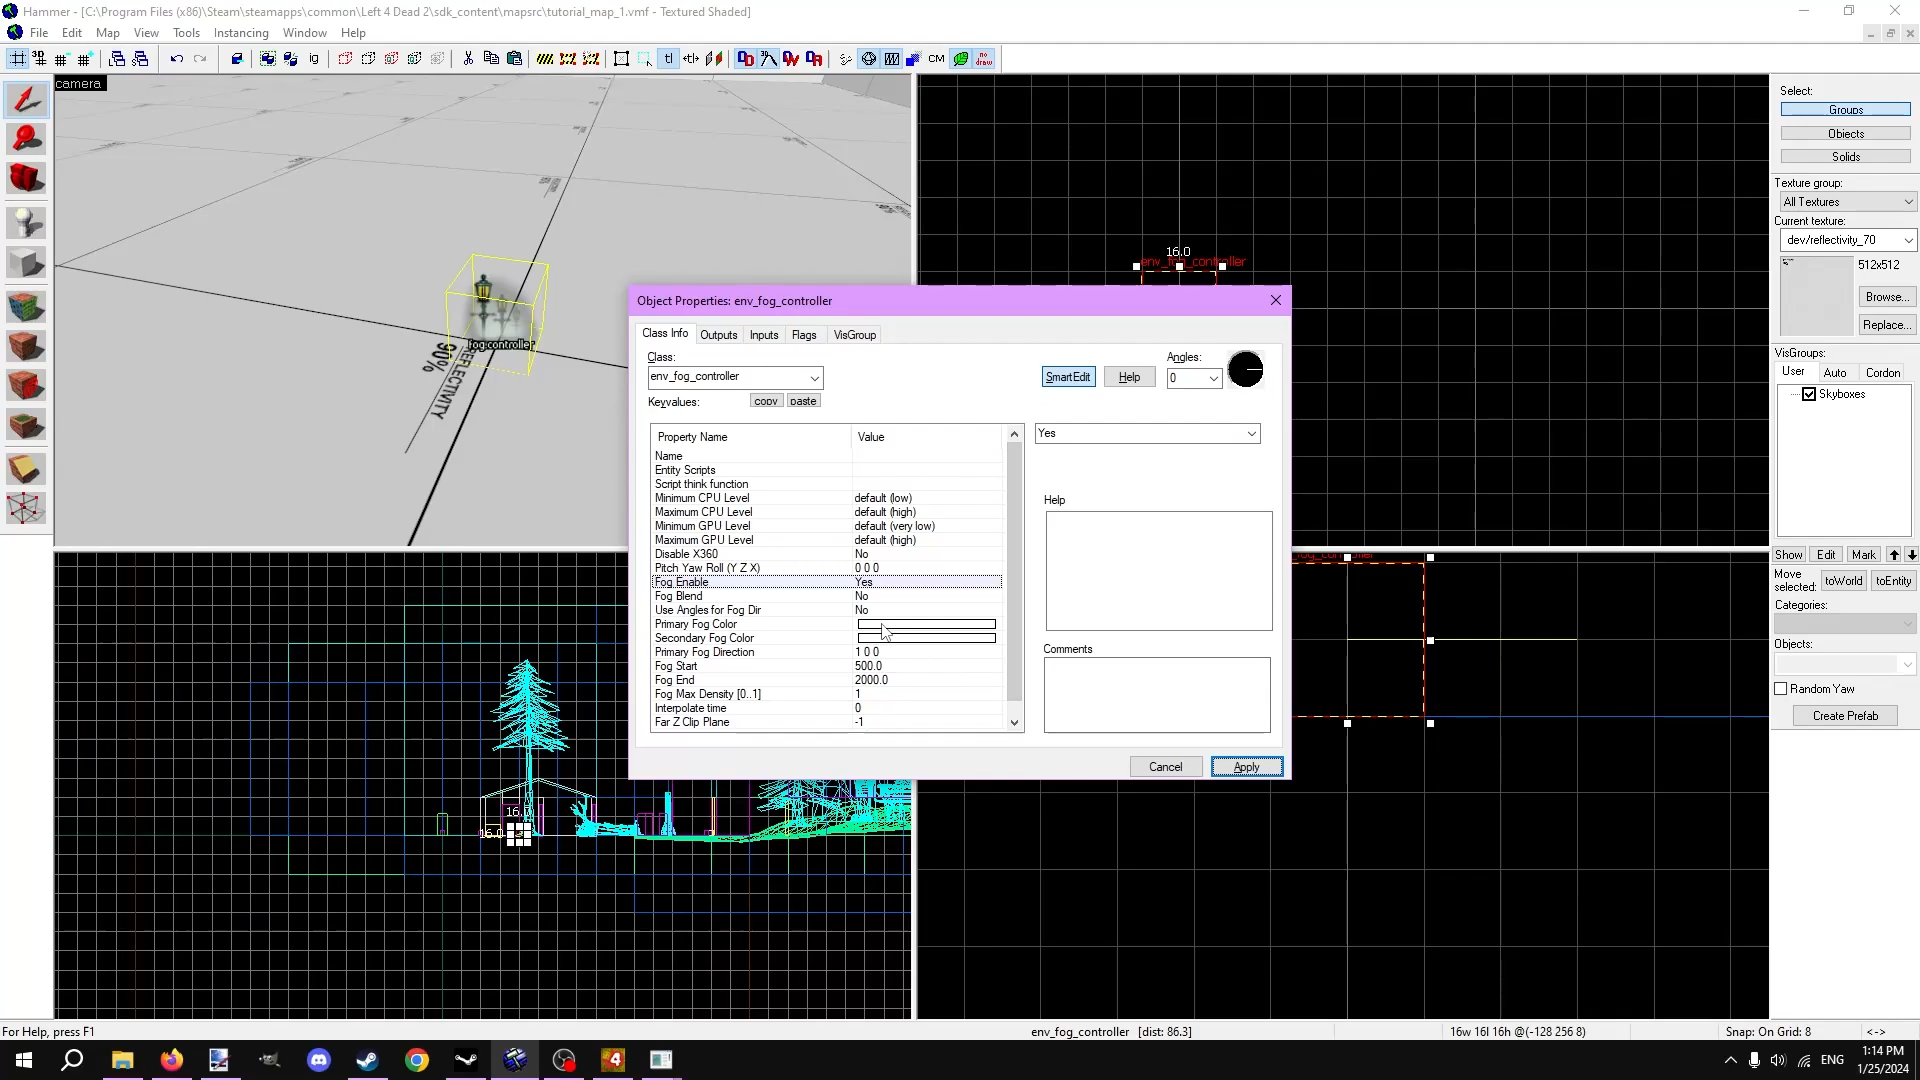 Hammer - [C:\Program Files (x86)\Steam\steamapps\common\Left 4 Dead 2\sdk_content\mapsrc\tutorial_map_1.vmf - Textured Shaded]
File Edit Map View Tools Instancing Window Help
3D
ig
tl
CM
no draw
camera
fog controller
90%
REFLECTIVITY
16.0
env_fog_controller
Object Properties: env_fog_controller
Class Info Outputs Inputs Flags VisGroup
Class:
env_fog_controller
SmartEdit Help
Angles:
0
Keyvalues: copy paste
Property Name Value
Yes
Name
Entity Scripts
Script think function
Minimum CPU Level default (low)
Maximum CPU Level default (high)
Minimum GPU Level default (very low)
Maximum GPU Level default (high)
Disable X360 No
Pitch Yaw Roll (Y Z X) 0 0 0
Fog Enable Yes
Fog Blend No
Use Angles for Fog Dir No
Primary Fog Color
Secondary Fog Color
Primary Fog Direction 1 0 0
Fog Start 500.0
Fog End 2000.0
Fog Max Density [0..1] 1
Interpolate time 0
Far Z Clip Plane -1
Help
Comments
Cancel Apply
16.0
16.0
Select:
Groups
Objects
Solids
Texture group:
All Textures
Current texture:
dev/reflectivity_70
512x512
Browse...
Replace...
VisGroups:
User Auto Cordon
Skyboxes
Show Edit Mark
Move selected: toWorld toEntity
Categories:
Objects:
Random Yaw
Create Prefab
For Help, press F1
env_fog_controller [dist: 86.3]
16w 16l 16h @(-128 256 8)
Snap: On Grid: 8
<->
ENG
1:14 PM
1/25/2024